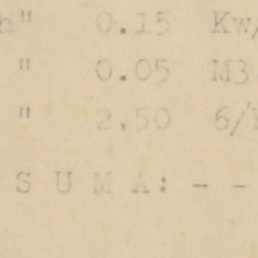 h" 0.15 Kw/
" 0.05 M3
" 2.50 6/
S U M A: - -